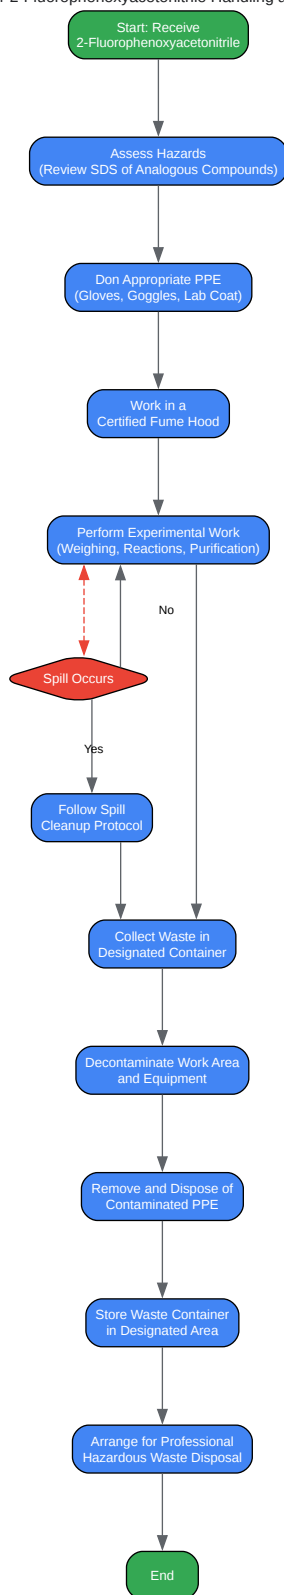 2-Fluorophenoxyacetonitrile Handling
Start: Receive
2-Fluorophenoxyacetonitrile
Assess Hazards
(Review SDS of Analogous Compounds)
Don Appropriate PPE
(Gloves, Goggles, Lab Coat)
Work in a
Certified Fume Hood
Perform Experimental Work
(Weighing, Reactions, Purification)
No
Spill Occurs
Yes
Follow Spill
Cleanup Protocol
Collect Waste in
Designated Container
Decontaminate Work Area
and Equipment
Remove and Dispose of
Contaminated PPE
Store Waste Container
in Designated Area
Arrange for Professional
Hazardous Waste Disposal
End